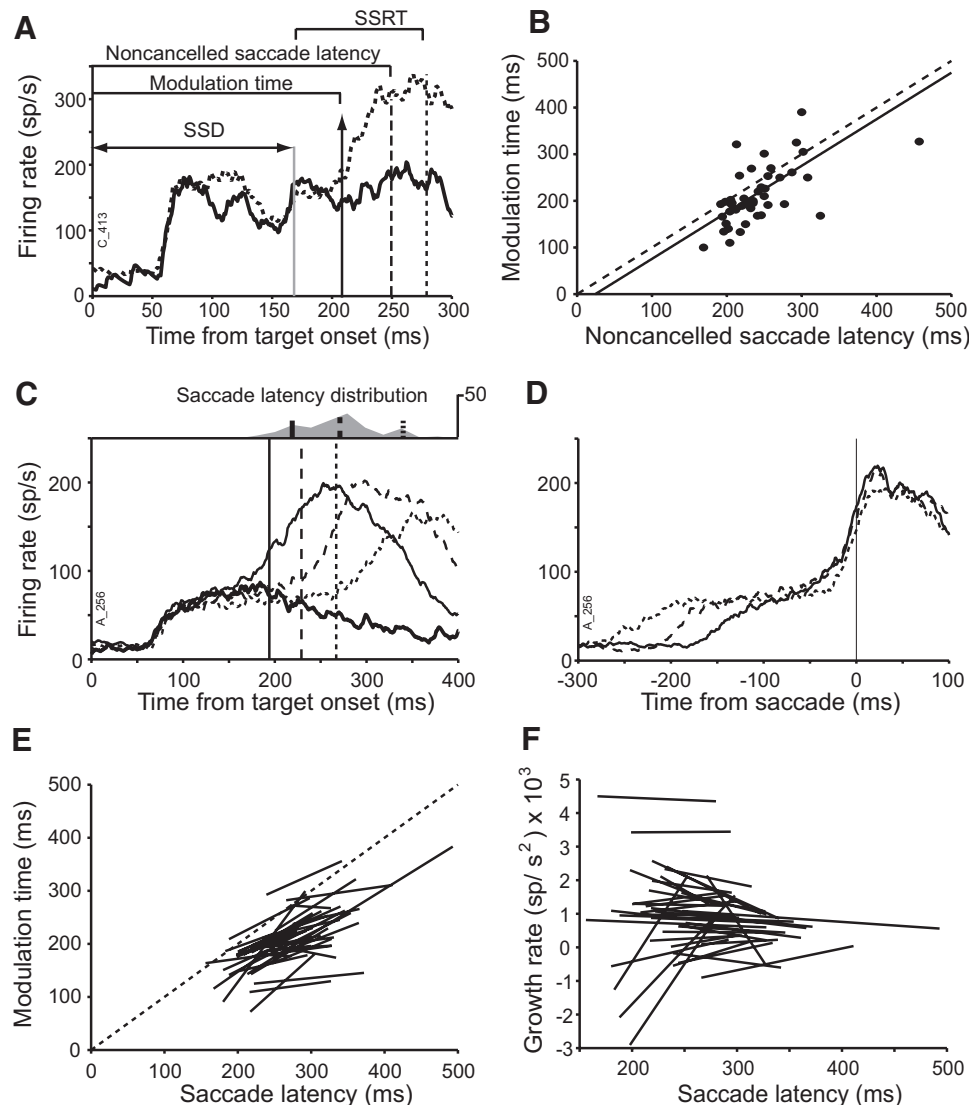 A
SSRT
Noncancelled saccade latency
Modulation time
SSD
Firing rate (sp/s)
300
200
100
0
C_413
0 50 100 150 200 250 300
Time from target onset (ms)
B
Modulation time (ms)
500
400
300
200
100
0
0 100 200 300 400 500
Noncancelled saccade latency (ms)
C
Saccade latency distribution
50
Firing rate (sp/s)
200
100
0
A_256
0 100 200 300 400
Time from target onset (ms)
D
200
100
0
A_256
-300 -200 -100 0 100
Time from saccade (ms)
E
Modulation time (ms)
500
400
300
200
100
0
0 100 200 300 400 500
Saccade latency (ms)
F
Growth rate (sp/ s²) x 10³
5
4
3
2
1
0
-1
-2
-3
200 300 400 500
Saccade latency (ms)